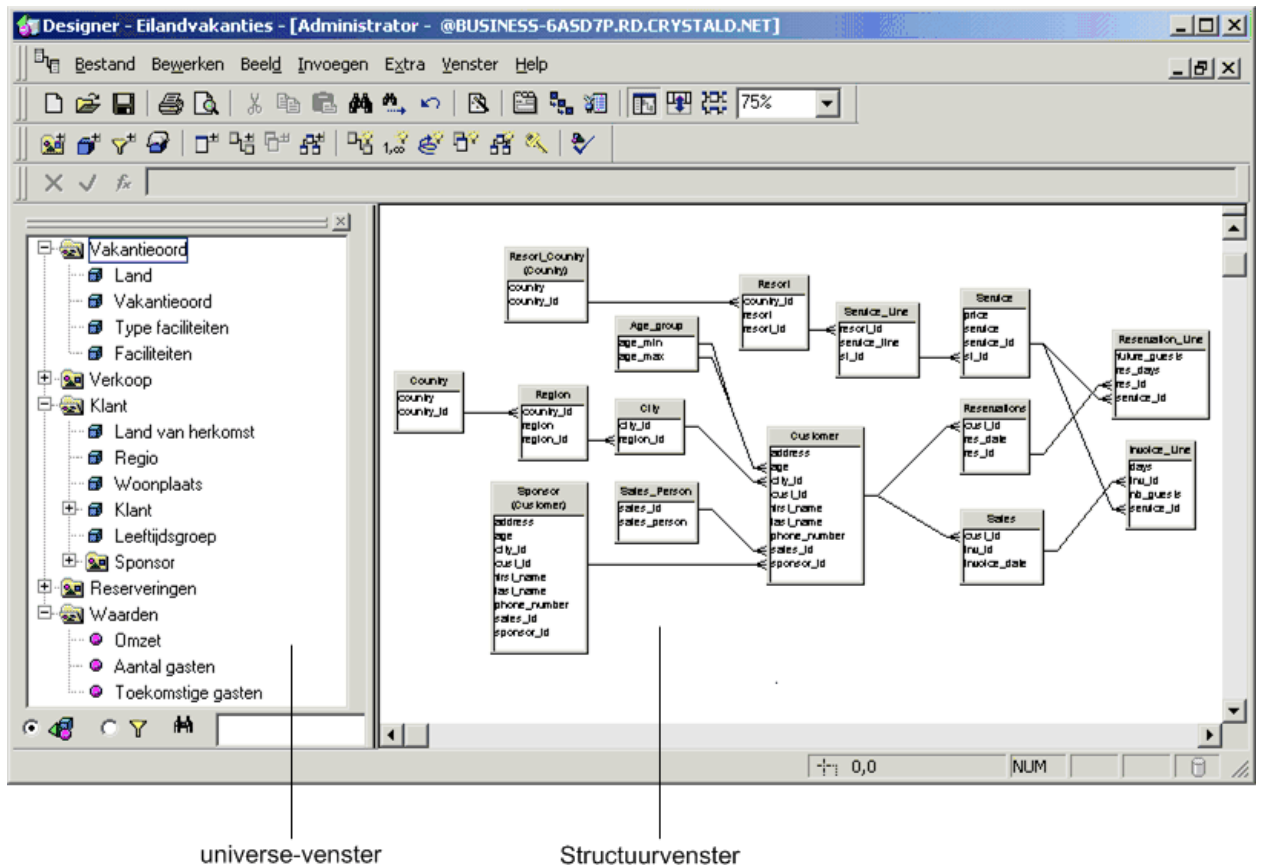 Designer - Eilandvakanties - [Administrator - @BUSINESS-6ASD7P.RD.CRYSTALD.NET]
Bestand Bewerken Beeld Invoegen Extra Venster Help
75%
1,∞
fx
Vakantieoord
Land
Vakantieoord
Type faciliteiten
Faciliteiten
Verkoop
Klant
Land van herkomst
Regio
Woonplaats
Klant
Leeftijdsgroep
Sponsor
Reserveringen
Waarden
Omzet
Aantal gasten
Toekomstige gasten
Resort_Country
(Country)
country
country_id
Resort
country_id
resort
resort_id
Service_Line
resort_id
service_line
sl_id
Service
price
service
service_id
sl_id
Reservation_Line
future_guests
res_days
res_id
service_id
Age_group
age_min
age_max
Country
country
country_id
Region
country_id
region
region_id
City
city_id
region_id
Customer
address
age
city_id
cust_id
first_name
last_name
phone_number
sales_id
sponsor_id
Reservations
cust_id
res_date
res_id
Invoice_Line
days
inv_id
nb_guests
service_id
Sponsor
(Customer)
address
age
city_id
cust_id
first_name
last_name
phone_number
sales_id
sponsor_id
Sales_Person
sales_id
sales_person
Sales
cust_id
inv_id
invoice_date
0,0
NUM
universe-venster
Structuurvenster